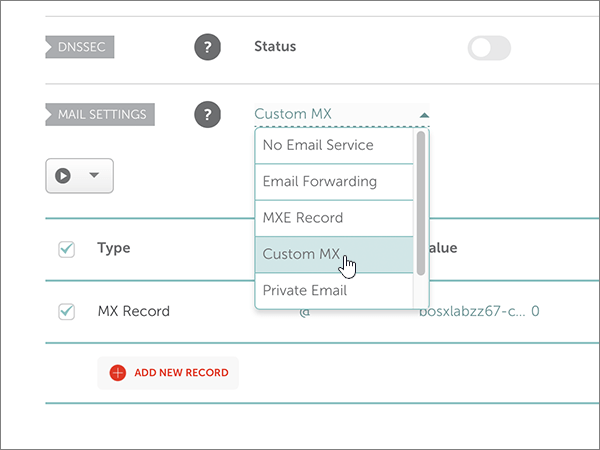 DNSSEC
?
Status
MAIL SETTINGS
?
Custom MX
No Email Service
Email Forwarding
MXE Record
Custom MX
Private Email
Type
MX Record
@
bosxlabzz67-c... 0
ADD NEW RECORD